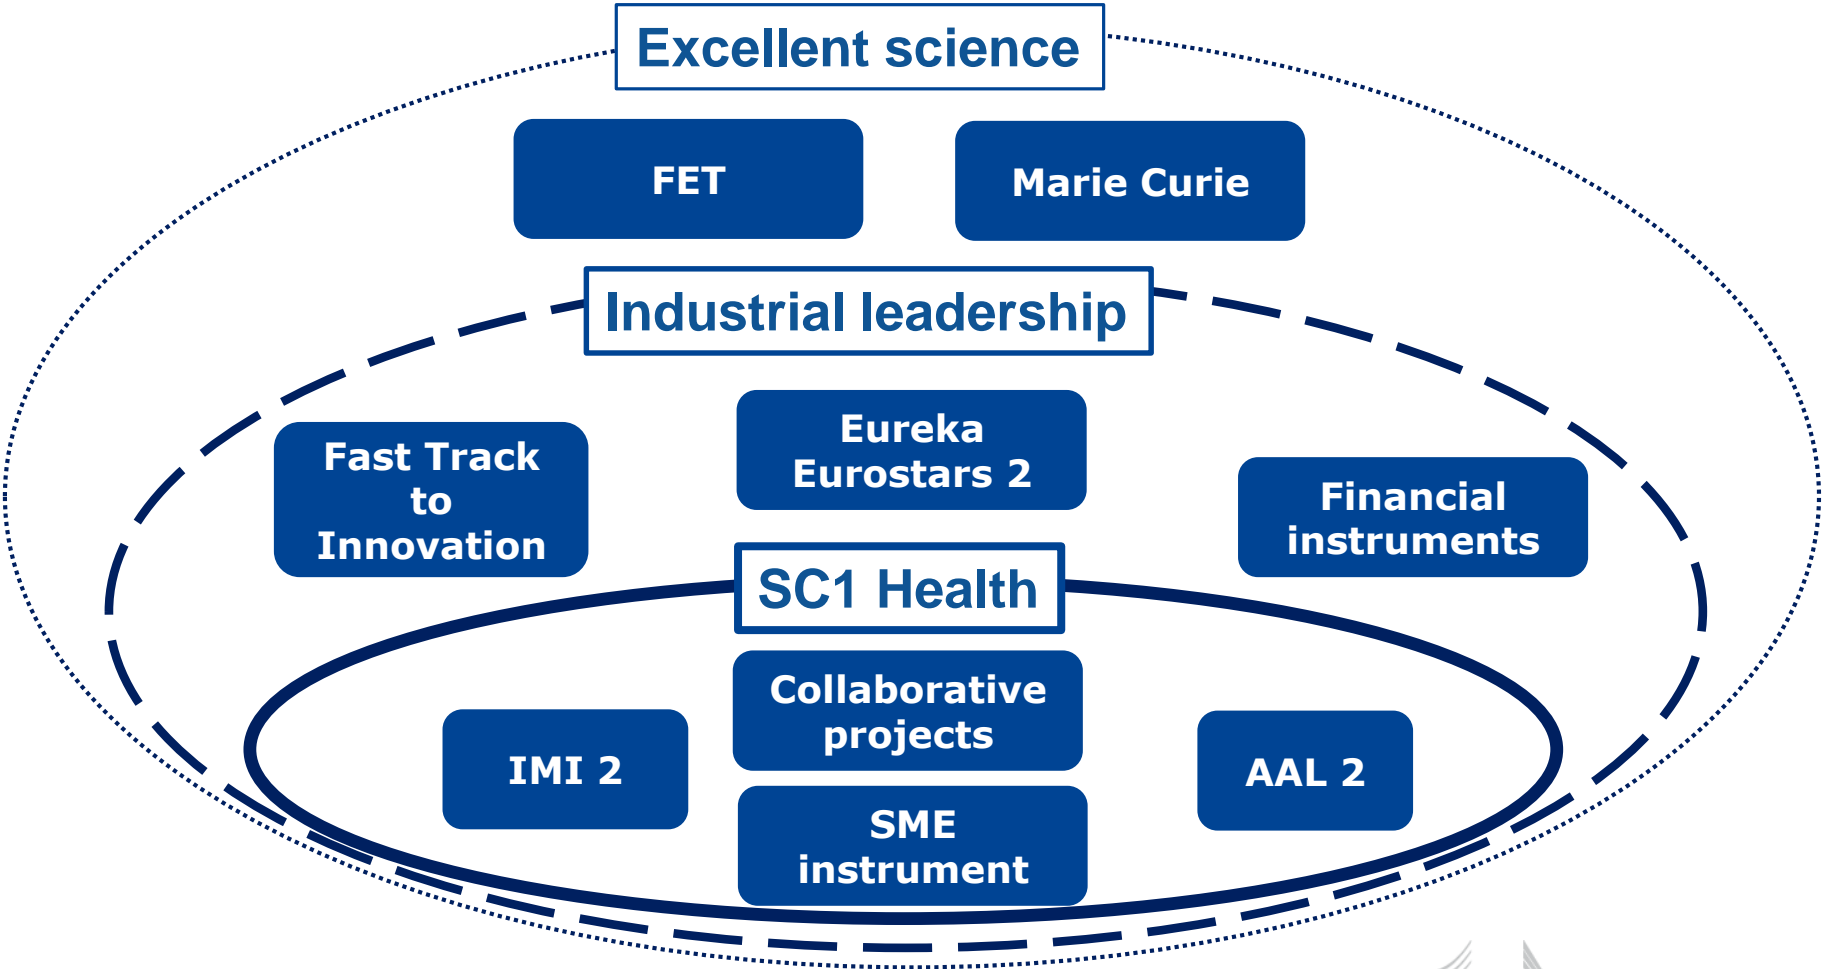 Excellent science
FET
Marie Curie
Industrial leadership
Eureka
Eurostars 2
Fast Track
to
Innovation
Financial
instruments
SC1 Health
Collaborative
projects
IMI 2
AAL 2
SME
instrument